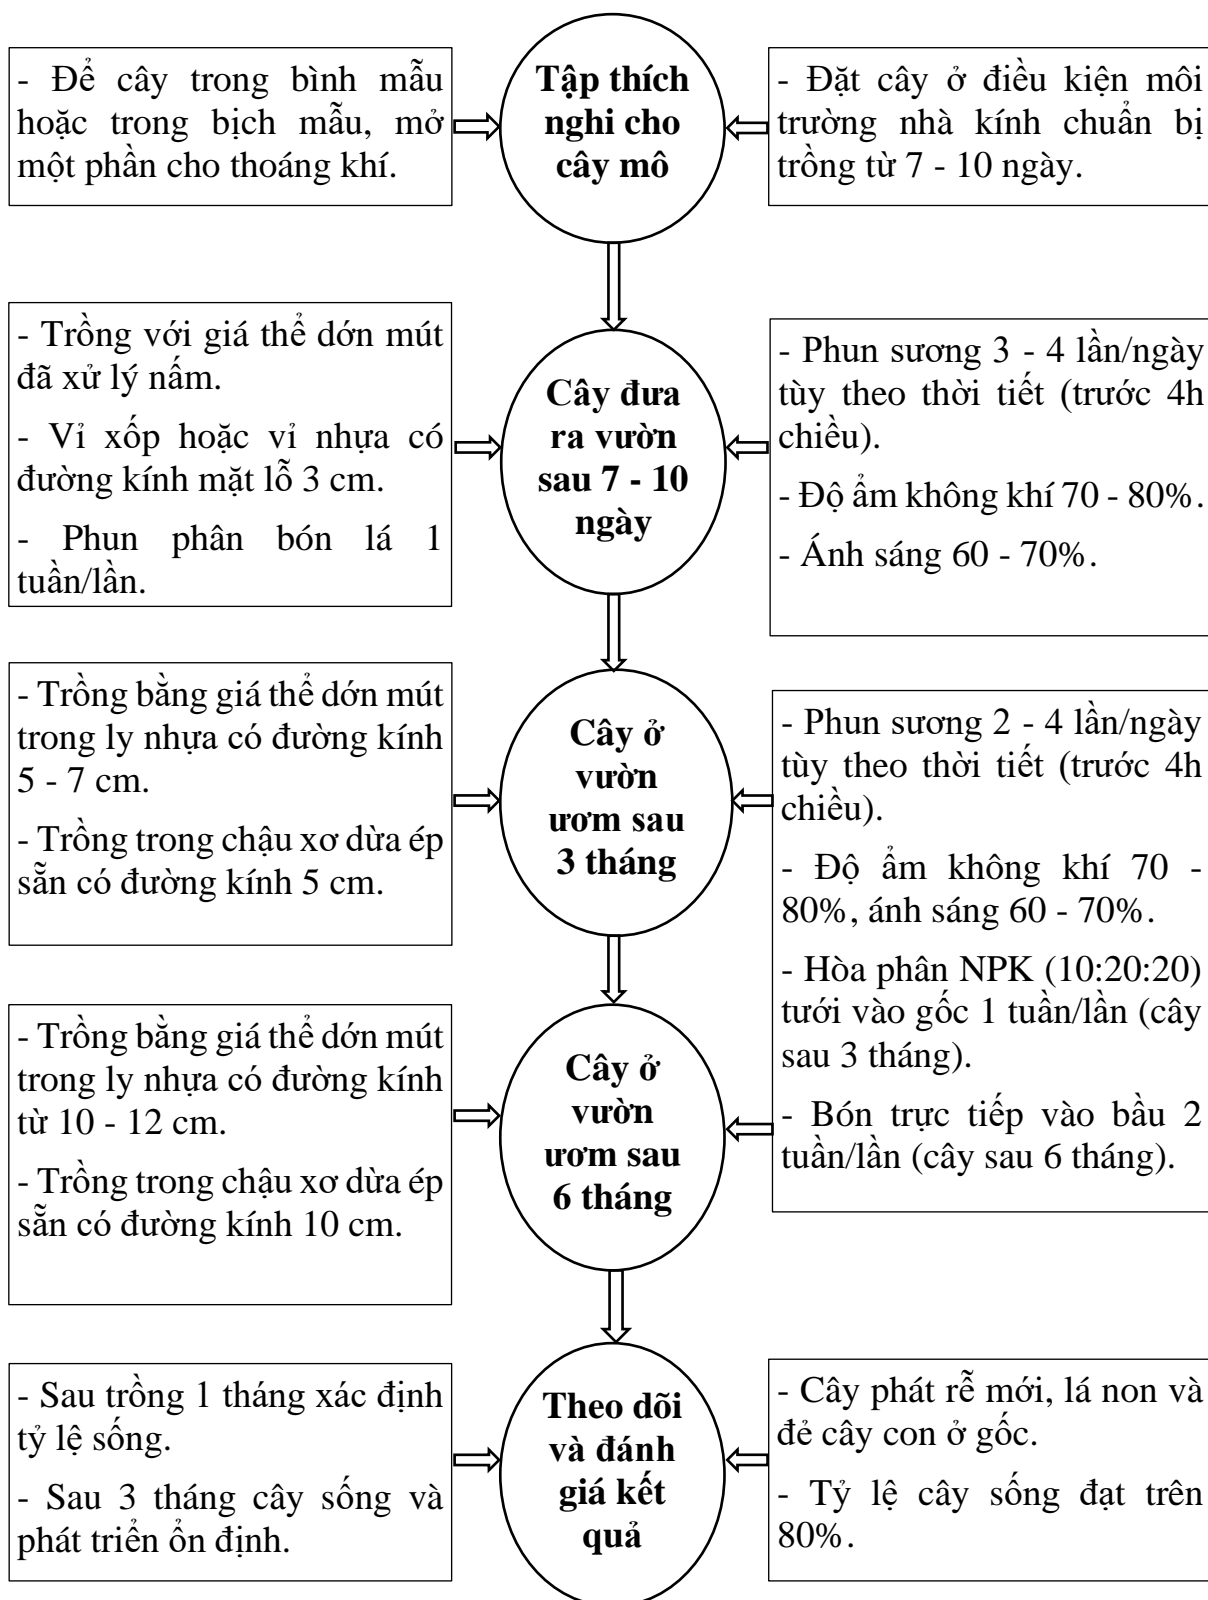 - Để cây trong bình mẫu
hoặc trong bịch mẫu, mở
một phần cho thoáng khí.
Tập thích
nghi cho
cây mô
- Đặt cây ở điều kiện môi
trường nhà kính chuẩn bị
trồng từ 7 - 10 ngày.
- Trồng với giá thể dớn mút
đã xử lý nấm.
- Vỉ xốp hoặc vỉ nhựa có
đường kính mặt lỗ 3 cm.
- Phun phân bón lá 1
tuần/lần.
Cây đưa
ra vườn
sau 7 - 10
ngày
- Phun sương 3 - 4 lần/ngày
tùy theo thời tiết (trước 4h
chiều).
- Độ ẩm không khí 70 - 80%.
- Ánh sáng 60 - 70%.
- Trồng bằng giá thể dớn mút
trong ly nhựa có đường kính
5 - 7 cm.
- Trồng trong chậu xơ dừa ép
sẵn có đường kính 5 cm.
Cây ở
vườn
ươm sau
3 tháng
- Phun sương 2 - 4 lần/ngày
tùy theo thời tiết (trước 4h
chiều).
- Độ ẩm không khí 70 -
80%, ánh sáng 60 - 70%.
- Hòa phân NPK (10:20:20)
tưới vào gốc 1 tuần/lần (cây
sau 3 tháng).
- Bón trực tiếp vào bầu 2
tuần/lần (cây sau 6 tháng).
- Trồng bằng giá thể dớn mút
trong ly nhựa có đường kính
từ 10 - 12 cm.
- Trồng trong chậu xơ dừa ép
sẵn có đường kính 10 cm.
Cây ở
vườn
ươm sau
6 tháng
- Sau trồng 1 tháng xác định
tỷ lệ sống.
- Sau 3 tháng cây sống và
phát triển ổn định.
Theo dõi
và đánh
giá kết
quả
- Cây phát rễ mới, lá non và
đẻ cây con ở gốc.
- Tỷ lệ cây sống đạt trên
80%.